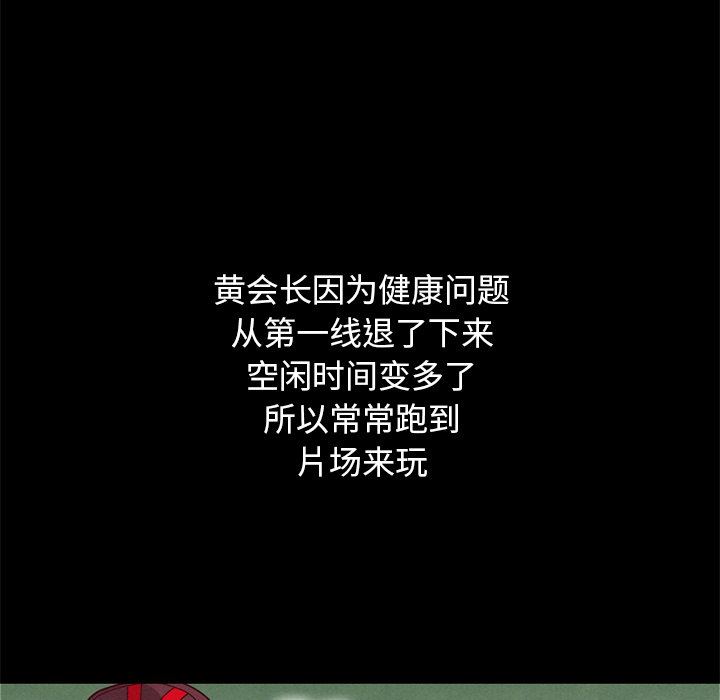 黄会长因为健康问题
从第一线退了下来
空闲时间变多了
所以常常跑到
片场来玩